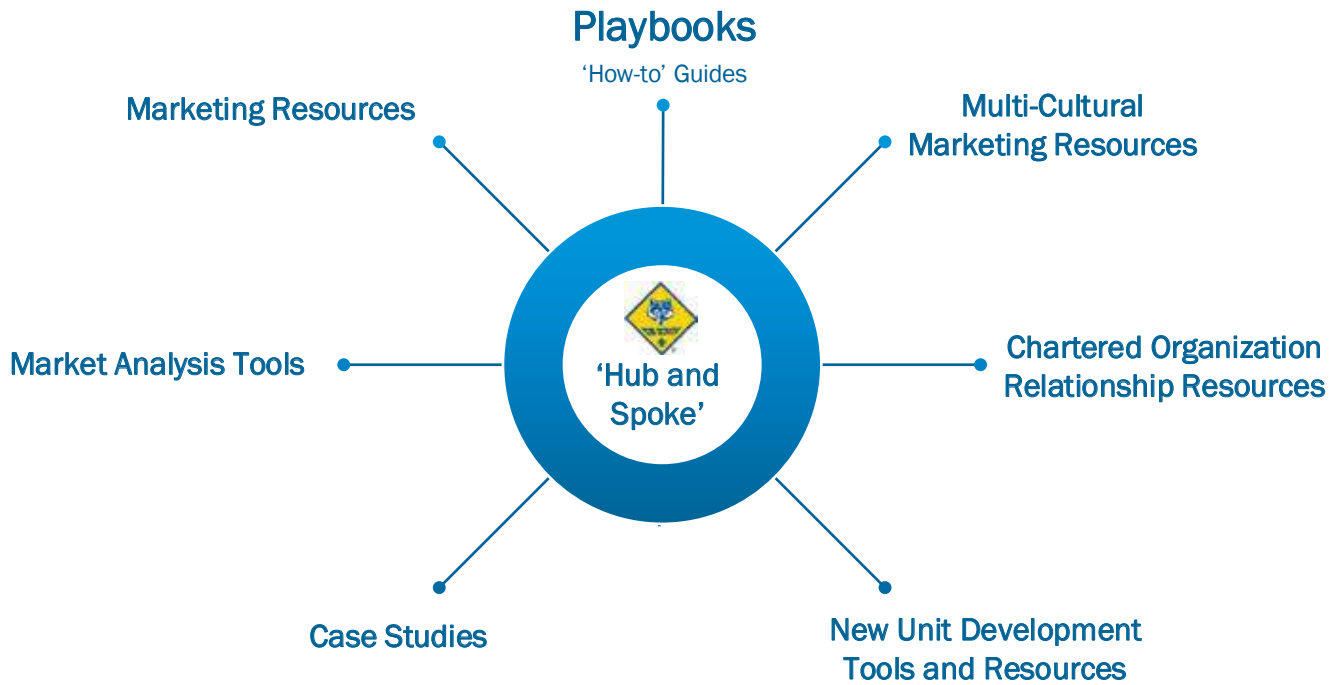 Playbooks
‘How-to’ Guides
Marketing Resources
Multi-Cultural
Marketing Resources
Market Analysis Tools
‘Hub and
Spoke’
Chartered Organization
Relationship Resources
Case Studies
New Unit Development
Tools and Resources